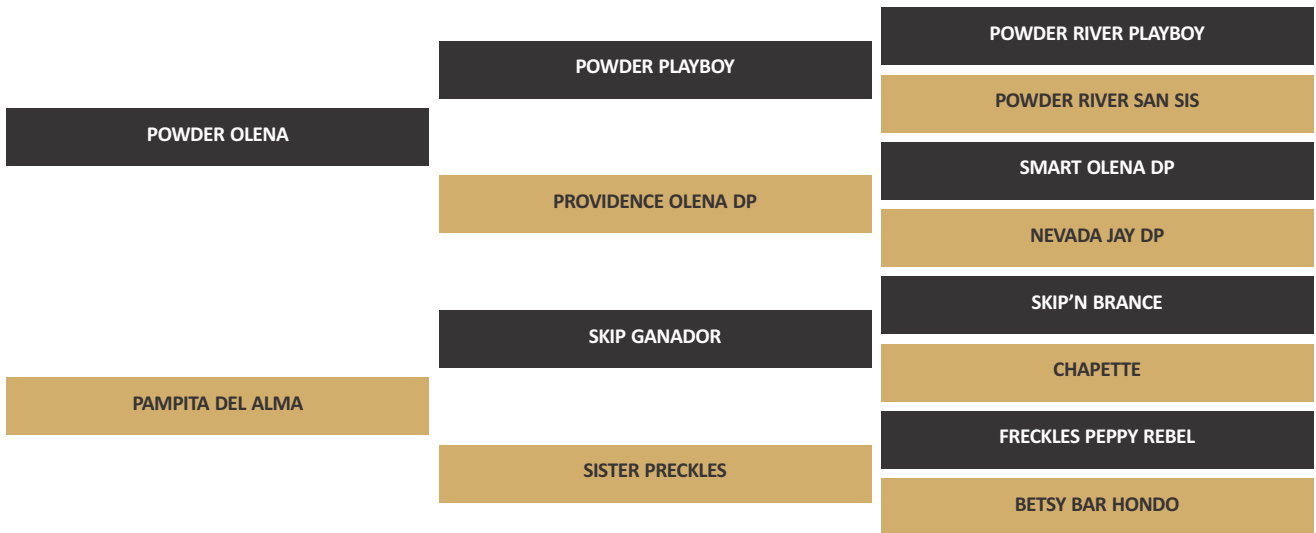 POWDER RIVER PLAYBOY
POWDER PLAYBOY
POWDER RIVER SAN SIS
POWDER OLENA
SMART OLENA DP
PROVIDENCE OLENA DP
NEVADA JAY DP
SKIP'N BRANCE
SKIP GANADOR
CHAPETTE
PAMPITA DEL ALMA
FRECKLES PEPPY REBEL
SISTER PRECKLES
BETSY BAR HONDO